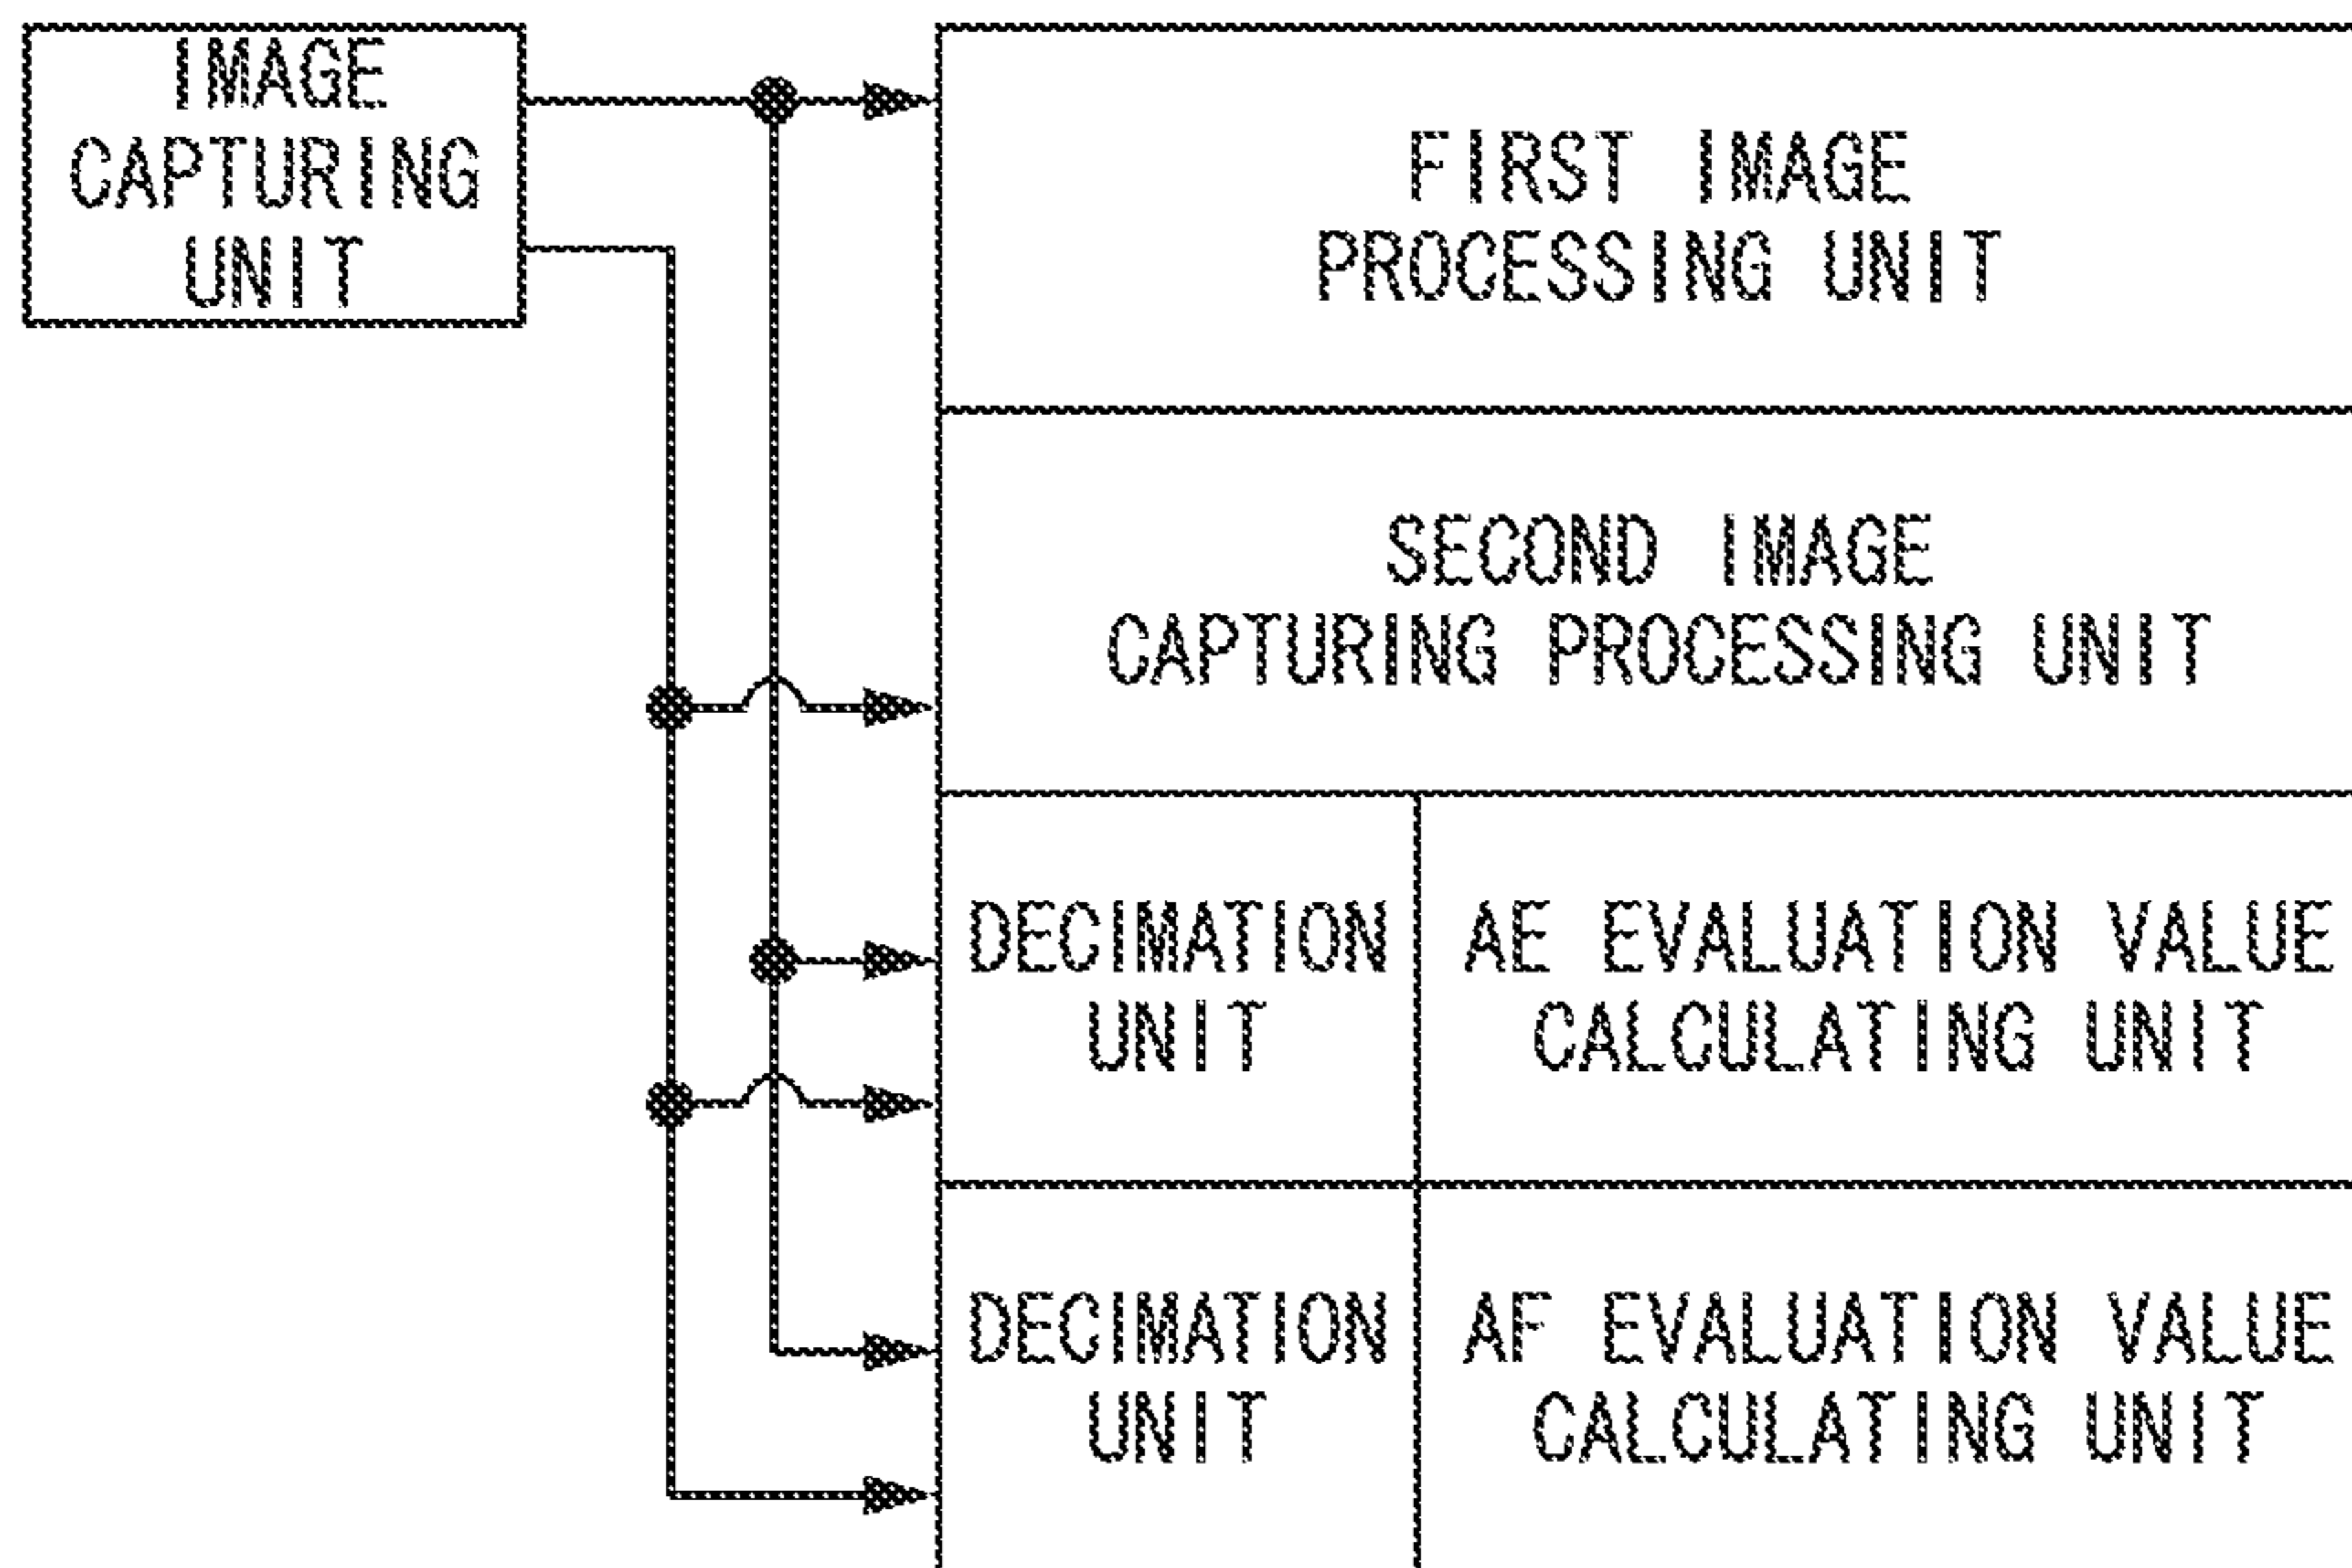 IMAGE
CAPTURING
UNIT
FIRST IMAGE
PROCESSING UNIT
SECOND IMAGE
CAPTURING PROCESSING UNIT
DECIMATION
UNIT
AE EVALUATION VALUE
CALCULATING UNIT
DECIMATION
UNIT
AF EVALUATION VALUE
CALCULATING UNIT